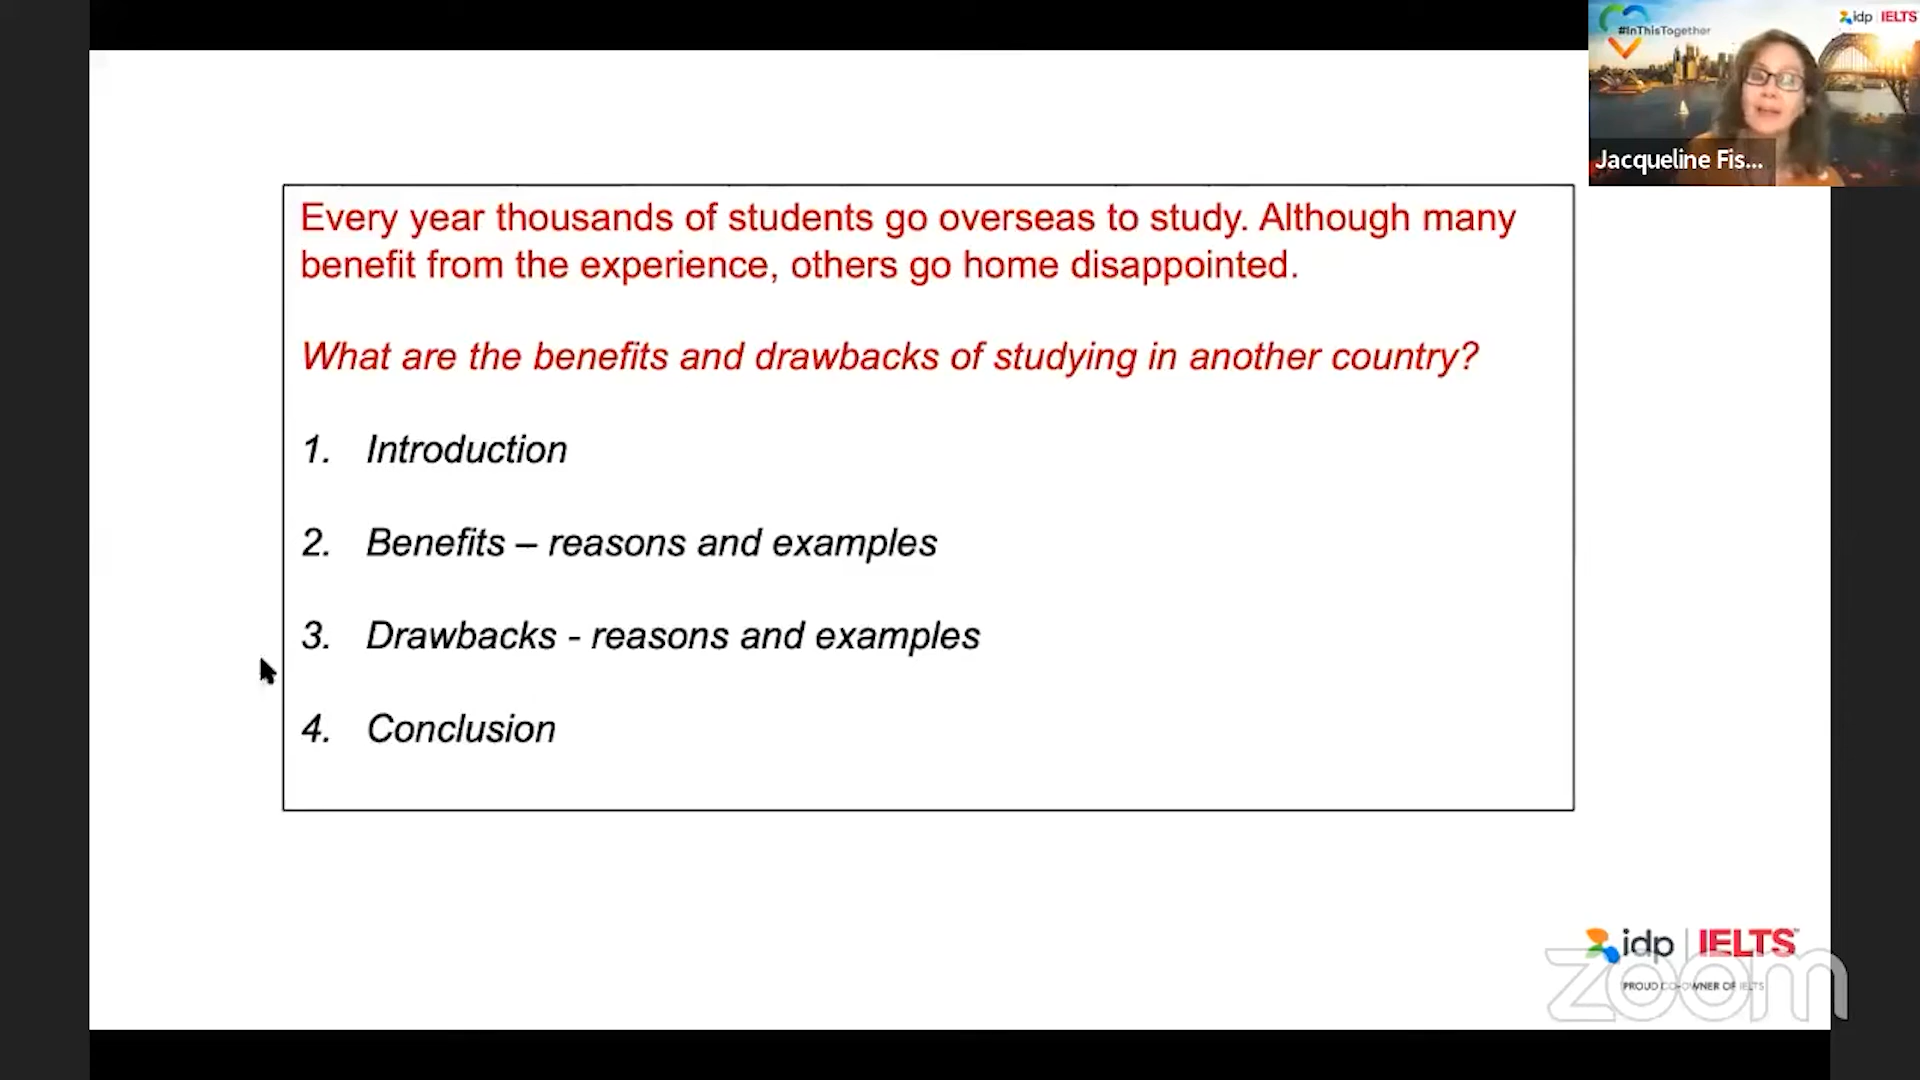 #InThisTogether
idp IELTS
Jacqueline Fis...
Every year thousands of students go overseas to study. Although many
benefit from the experience, others go home disappointed.
What are the benefits and drawbacks of studying in another country?
1. Introduction
2. Benefits – reasons and examples
3. Drawbacks - reasons and examples
4. Conclusion
idp | IELTS™
PROUD CO-OWNER OF IELTS
zoom